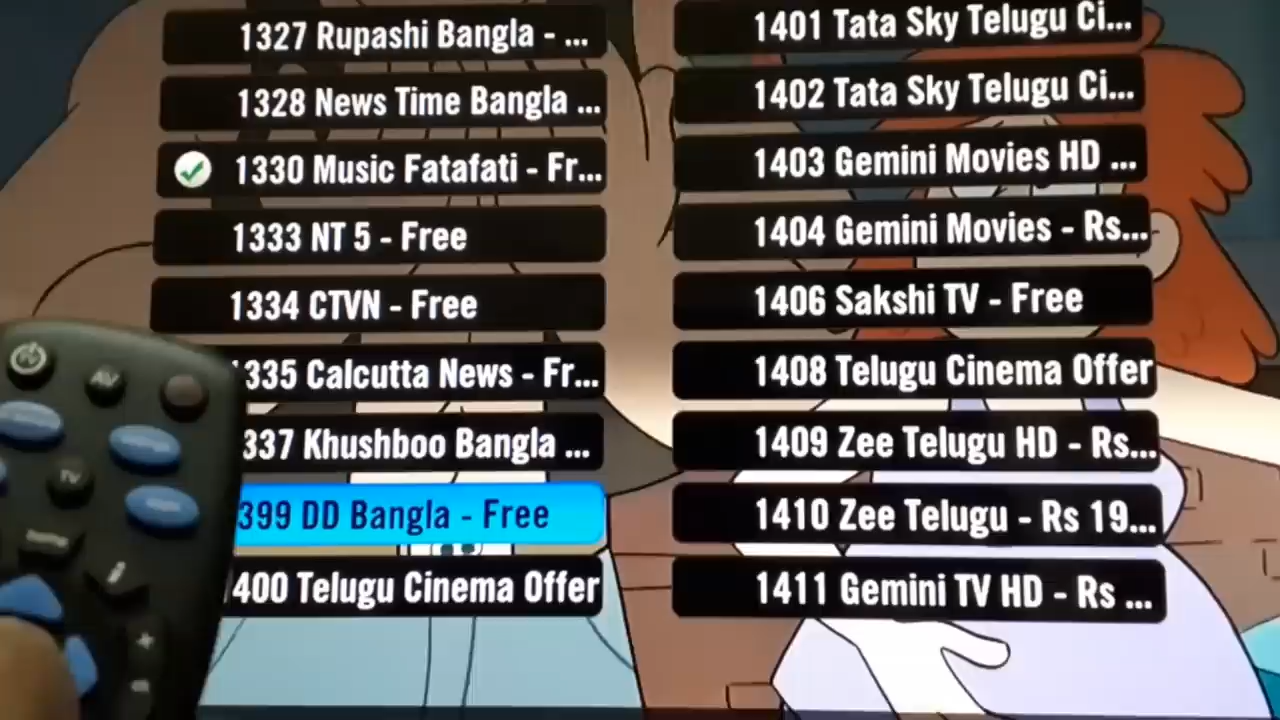 1327 Rupashi Bangla - ...
1328 News Time Bangla ...
1330 Music Fatafati - Fr...
1333 NT 5 - Free
1334 CTVN - Free
335 Calcutta News - Fr...
337 Khushboo Bangla ...
399 DD Bangla - Free
400 Telugu Cinema Offer
1401 Tata Sky Telugu Ci...
1402 Tata Sky Telugu Ci...
1403 Gemini Movies HD ...
1404 Gemini Movies - Rs...
1406 Sakshi TV - Free
1408 Telugu Cinema Offer
1409 Zee Telugu HD - Rs...
1410 Zee Telugu - Rs 19...
1411 Gemini TV HD - Rs ...
AV
TV